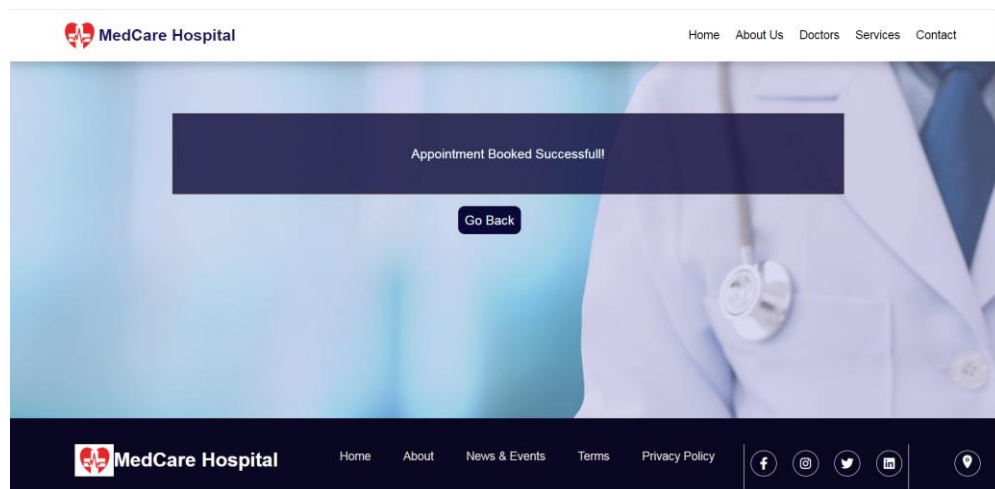 MedCare Hospital
Home About Us Doctors Services Contact
Appointment Booked Successfull!
Go Back
MedCare Hospital
Home About News & Events Terms Privacy Policy